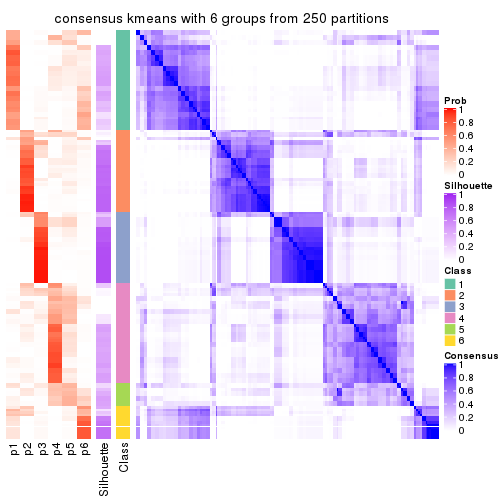 consensus kmeans with 6 groups from 250 partitions
Prob
1
0.8
0.6
0.4
0.2
0
Silhouette
1
0.8
0.6
0.4
0.2
0
Class
1
2
3
4
5
6
Consensus
1
0.8
0.6
0.4
0.2
0
p1
p2
p3
p4
p5
p6
Silhouette
Class